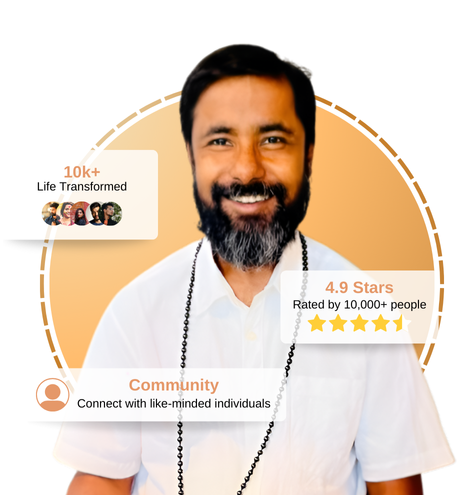 10k+
Life Transformed
4.9 Stars
Rated by 10,000+ people
Community
Connect with like-minded individuals